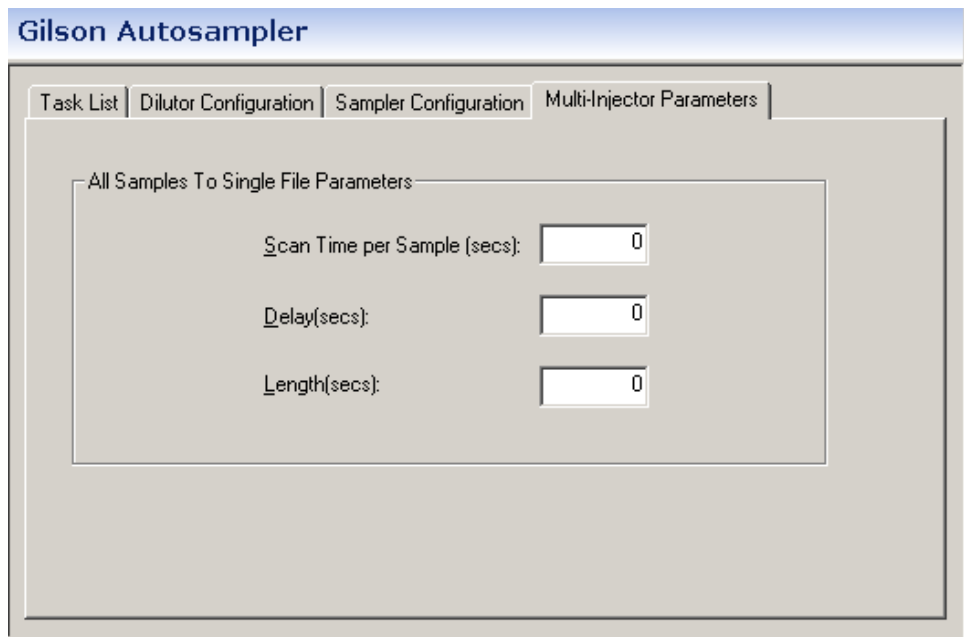 Gilson Autosampler
Task List Dilutor Configuration Sampler Configuration Multi-Injector Parameters
All Samples To Single File Parameters
Scan Time per Sample (secs): 0
Delay(secs): 0
Length(secs): 0